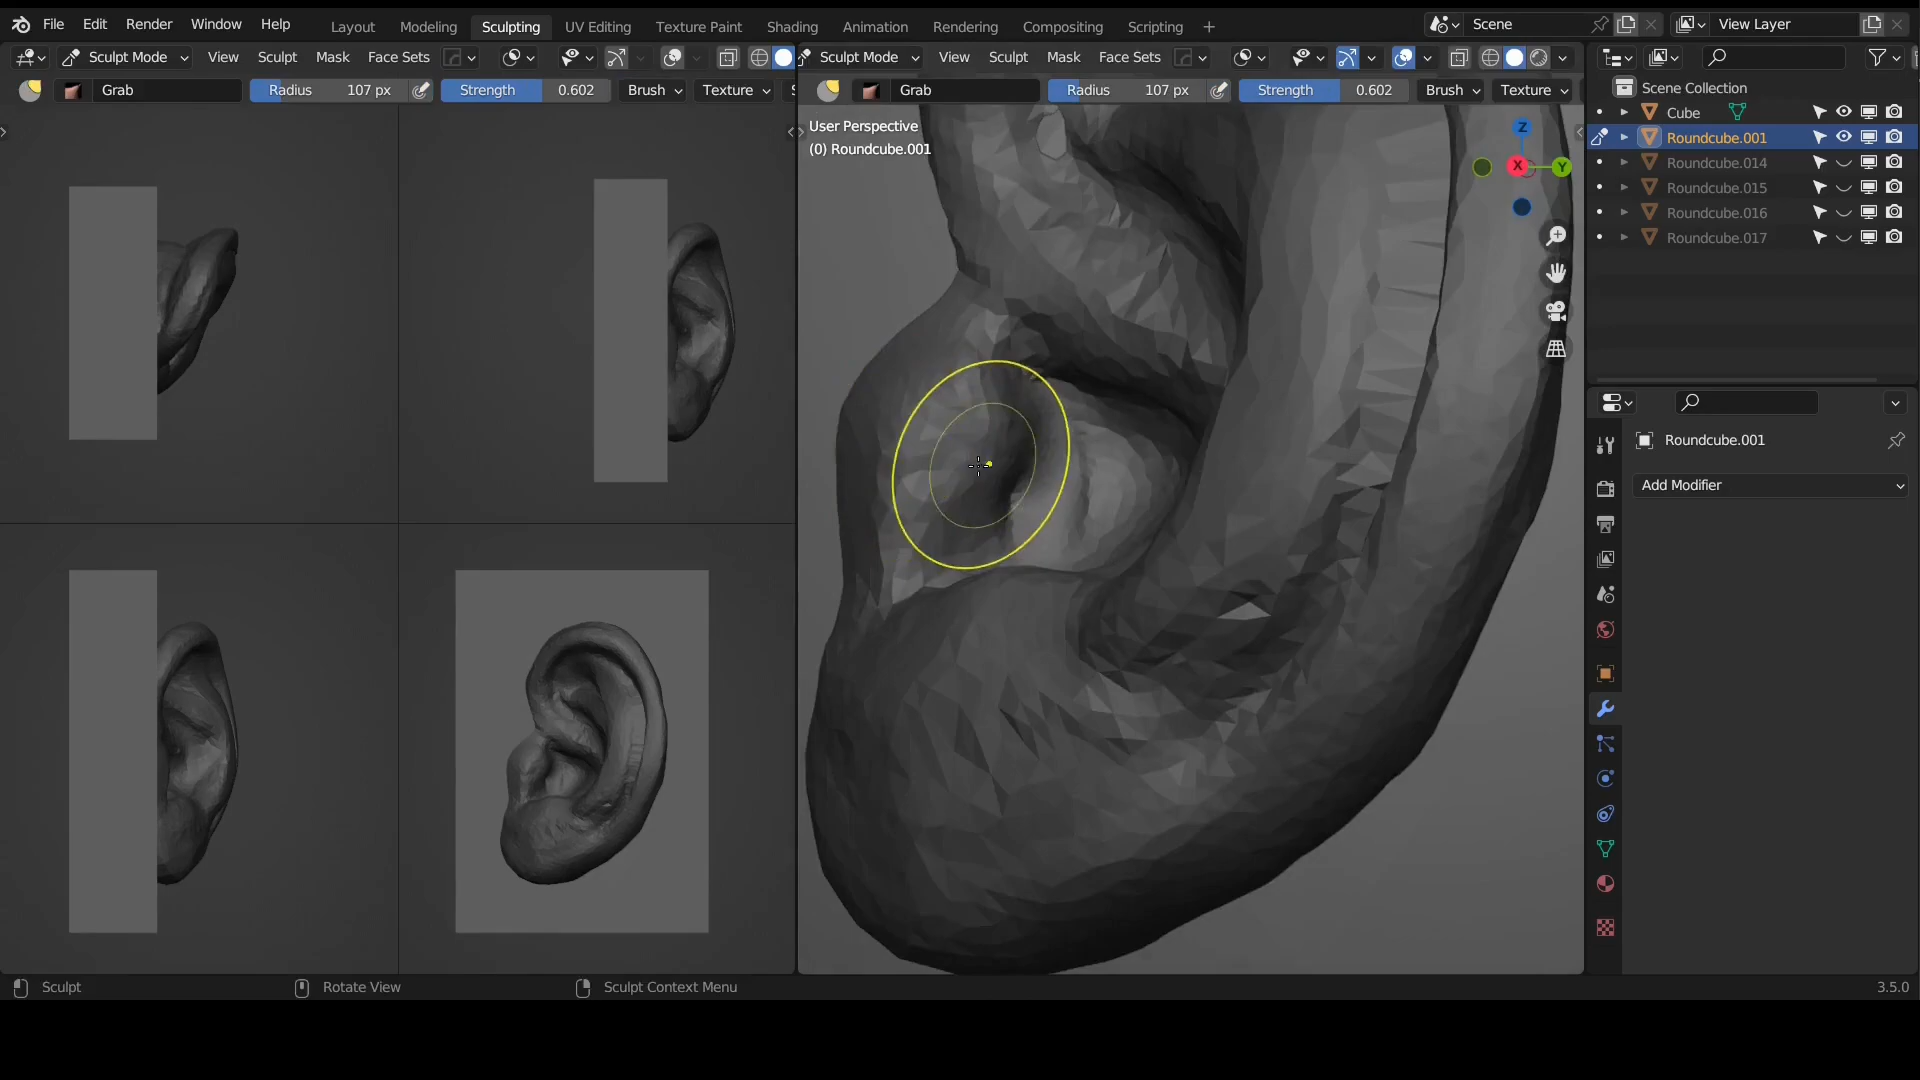 File Edit Render Window Help Layout Modeling Sculpting UV Editing Texture Paint Shading Animation Rendering Compositing Scripting + Scene View Layer
Sculpt Mode View Sculpt Mask Face Sets Sculpt Mode View Sculpt Mask Face Sets
Grab Radius 107 px Strength 0.602 Brush Texture Grab Radius 107 px Strength 0.602 Brush Texture
Scene Collection
Cube
Roundcube.001
Roundcube.014
Roundcube.015
Roundcube.016
Roundcube.017
User Perspective
(0) Roundcube.001
Z
X
Y
Roundcube.001
Add Modifier
Sculpt Rotate View Sculpt Context Menu 3.5.0